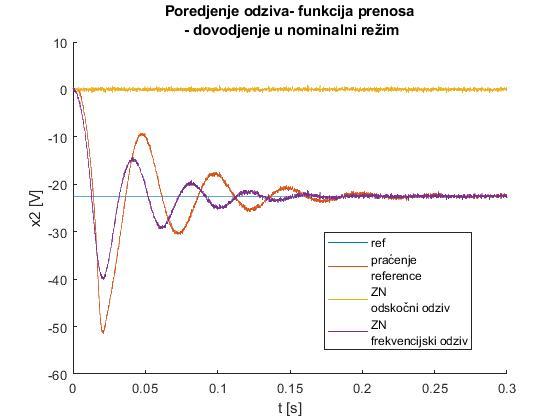 Poredjenje odziva- funkcija prenosa
- dovodjenje u nominalni režim
10
0
-10
-20
-30
-40
-50
-60
x2 [V]
ref
praćenje
reference
ZN
odskočni odziv
ZN
frekvencijski odziv
0
0.05
0.1
0.15
0.2
0.25
0.3
t [s]